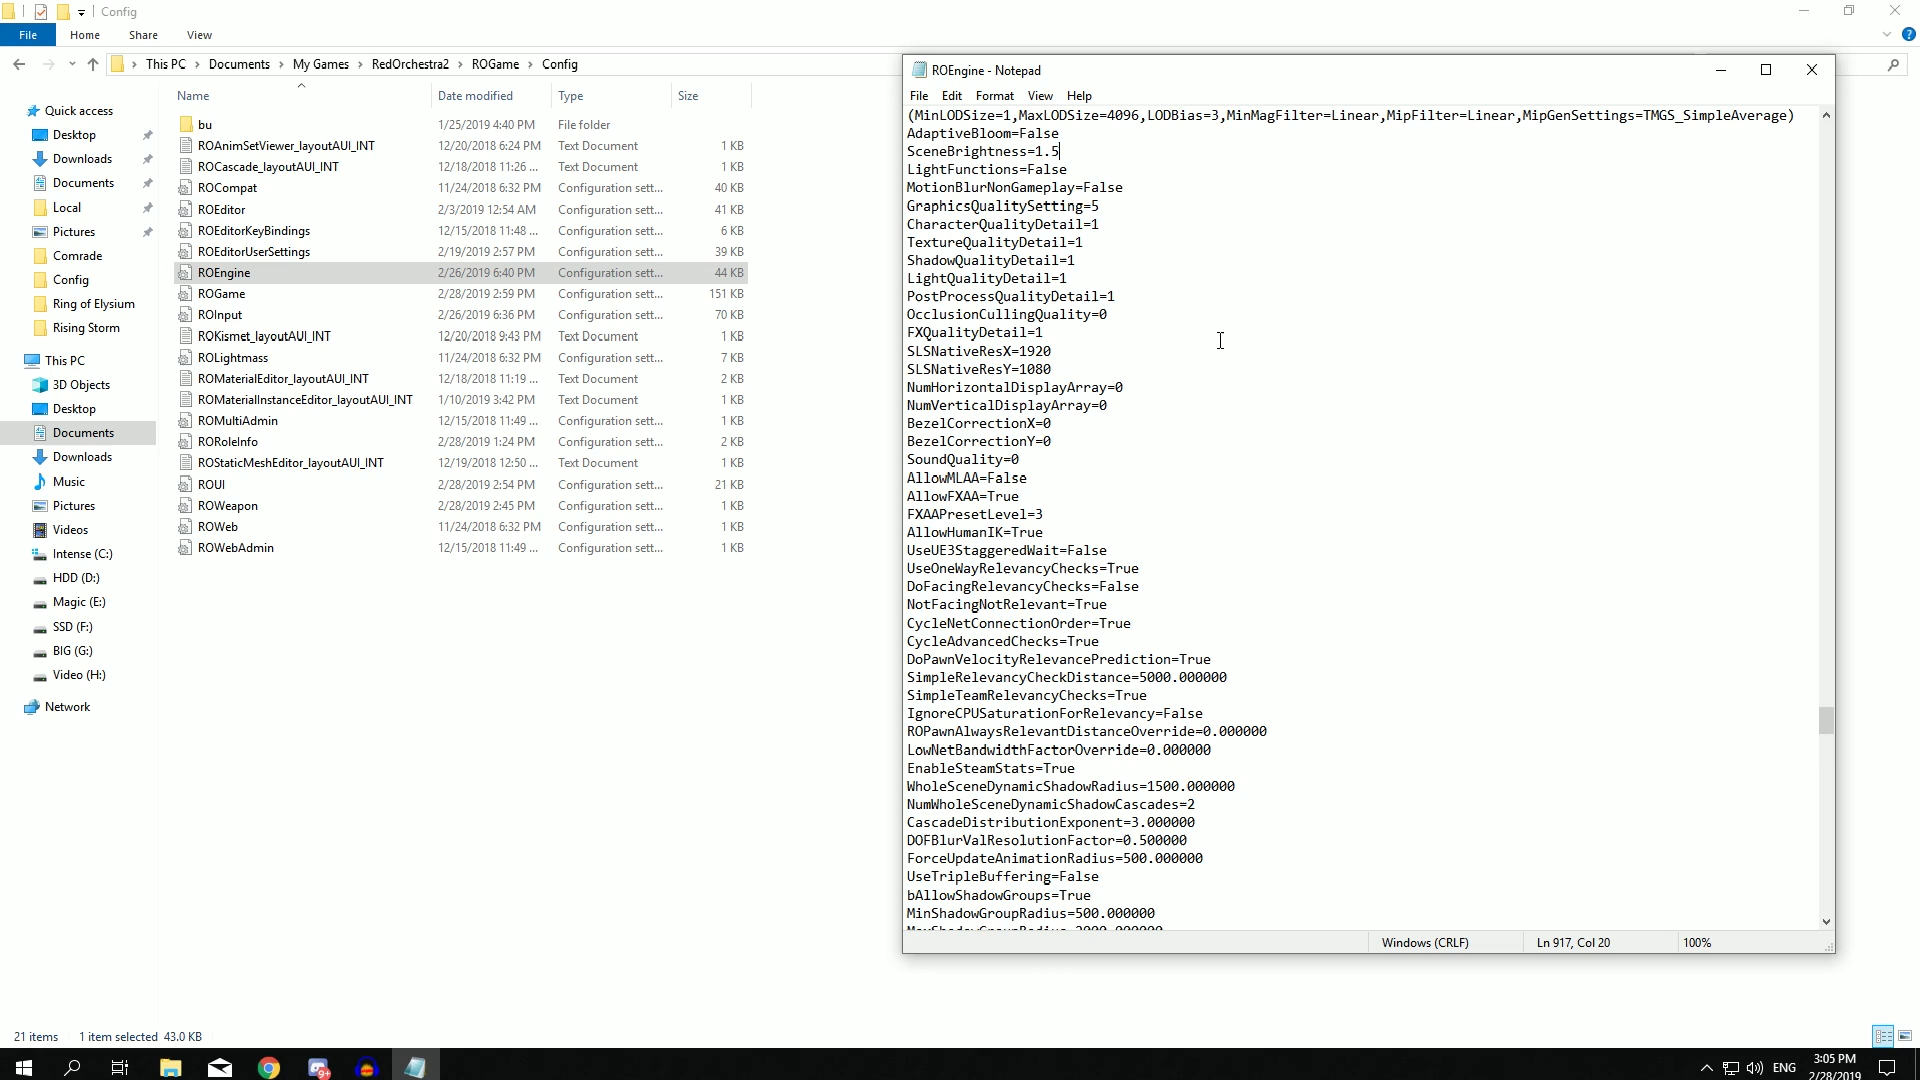 Config
File Home Share View
This PC > Documents > My Games > RedOrchestra2 > ROGame > Config
Name Date modified Type Size
Quick access
Desktop
Downloads
Documents
Local
Pictures
Comrade
Config
Ring of Elysium
Rising Storm
This PC
3D Objects
Desktop
Documents
Downloads
Music
Pictures
Videos
Intense (C:)
HDD (D:)
Magic (E:)
SSD (F:)
BIG (G:)
Video (H:)
Network
bu 1/25/2019 4:40 PM File folder
ROAnimSetViewer_layoutAUI_INT 12/20/2018 6:24 PM Text Document 1 KB
ROCascade_layoutAUI_INT 12/18/2018 11:26 ... Text Document 1 KB
ROCompat 11/24/2018 6:32 PM Configuration sett... 40 KB
ROEditor 2/3/2019 12:54 AM Configuration sett... 41 KB
ROEditorKeyBindings 12/15/2018 11:48 ... Configuration sett... 6 KB
ROEditorUserSettings 2/19/2019 2:57 PM Configuration sett... 39 KB
ROEngine 2/26/2019 6:40 PM Configuration sett... 44 KB
ROGame 2/28/2019 2:59 PM Configuration sett... 151 KB
ROInput 2/26/2019 6:36 PM Configuration sett... 70 KB
ROKismet_layoutAUI_INT 12/20/2018 9:43 PM Text Document 1 KB
ROLightmass 11/24/2018 6:32 PM Configuration sett... 7 KB
ROMaterialEditor_layoutAUI_INT 12/18/2018 11:19 ... Text Document 2 KB
ROMaterialInstanceEditor_layoutAUI_INT 1/10/2019 3:42 PM Text Document 1 KB
ROMultiAdmin 12/15/2018 11:49 ... Configuration sett... 1 KB
RORoleInfo 2/28/2019 1:24 PM Configuration sett... 2 KB
ROStaticMeshEditor_layoutAUI_INT 12/19/2018 12:50 ... Text Document 1 KB
ROUI 2/28/2019 2:54 PM Configuration sett... 21 KB
ROWeapon 2/28/2019 2:45 PM Configuration sett... 1 KB
ROWeb 11/24/2018 6:32 PM Configuration sett... 1 KB
ROWebAdmin 12/15/2018 11:49 ... Configuration sett... 1 KB
ROEngine - Notepad
File Edit Format View Help
(MinLODSize=1,MaxLODSize=4096,LODBias=3,MinMagFilter=Linear,MipFilter=Linear,MipGenSettings=TMGS_SimpleAverage)
AdaptiveBloom=False
SceneBrightness=1.5
LightFunctions=False
MotionBlurNonGameplay=False
GraphicsQualitySetting=5
CharacterQualityDetail=1
TextureQualityDetail=1
ShadowQualityDetail=1
LightQualityDetail=1
PostProcessQualityDetail=1
OcclusionCullingQuality=0
FXQualityDetail=1
SLSNativeResX=1920
SLSNativeResY=1080
NumHorizontalDisplayArray=0
NumVerticalDisplayArray=0
BezelCorrectionX=0
BezelCorrectionY=0
SoundQuality=0
AllowMLAA=False
AllowFXAA=True
FXAAPresetLevel=3
AllowHumanIK=True
UseUE3StaggeredWait=False
UseOneWayRelevancyChecks=True
DoFacingRelevancyChecks=False
NotFacingNotRelevant=True
CycleNetConnectionOrder=True
CycleAdvancedChecks=True
DoPawnVelocityRelevancePrediction=True
SimpleRelevancyCheckDistance=5000.000000
SimpleTeamRelevancyChecks=True
IgnoreCPUSaturationForRelevancy=False
ROPawnAlwaysRelevantDistanceOverride=0.000000
LowNetBandwidthFactorOverride=0.000000
EnableSteamStats=True
WholeSceneDynamicShadowRadius=1500.000000
NumWholeSceneDynamicShadowCascades=2
CascadeDistributionExponent=3.000000
DOFBlurValResolutionFactor=0.500000
ForceUpdateAnimationRadius=500.000000
UseTripleBuffering=False
bAllowShadowGroups=True
MinShadowGroupRadius=500.000000
MaxShadowGroupRadius=2000.000000
Windows (CRLF) Ln 917, Col 20 100%
21 items 1 item selected 43.0 KB
ENG 3:05 PM
2/28/2019